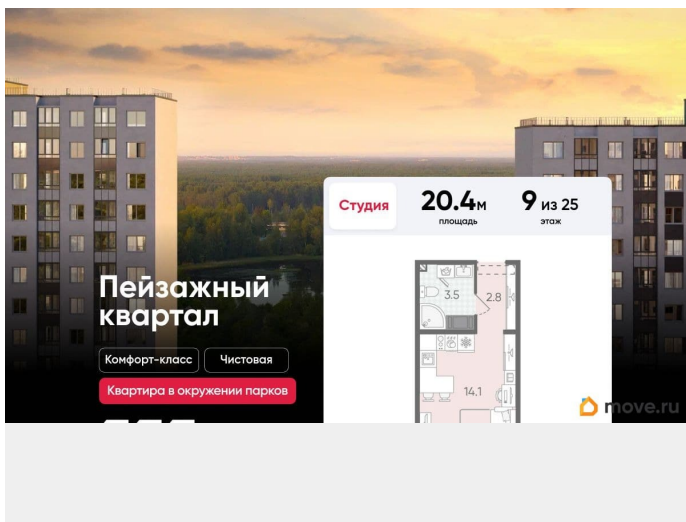 Студия
20.4м
площадь
9 из 25
этаж
Пейзажный
квартал
Комфорт-класс
Чистовая
Квартира в окружении парков
3.5
2.8
14.1
move.ru